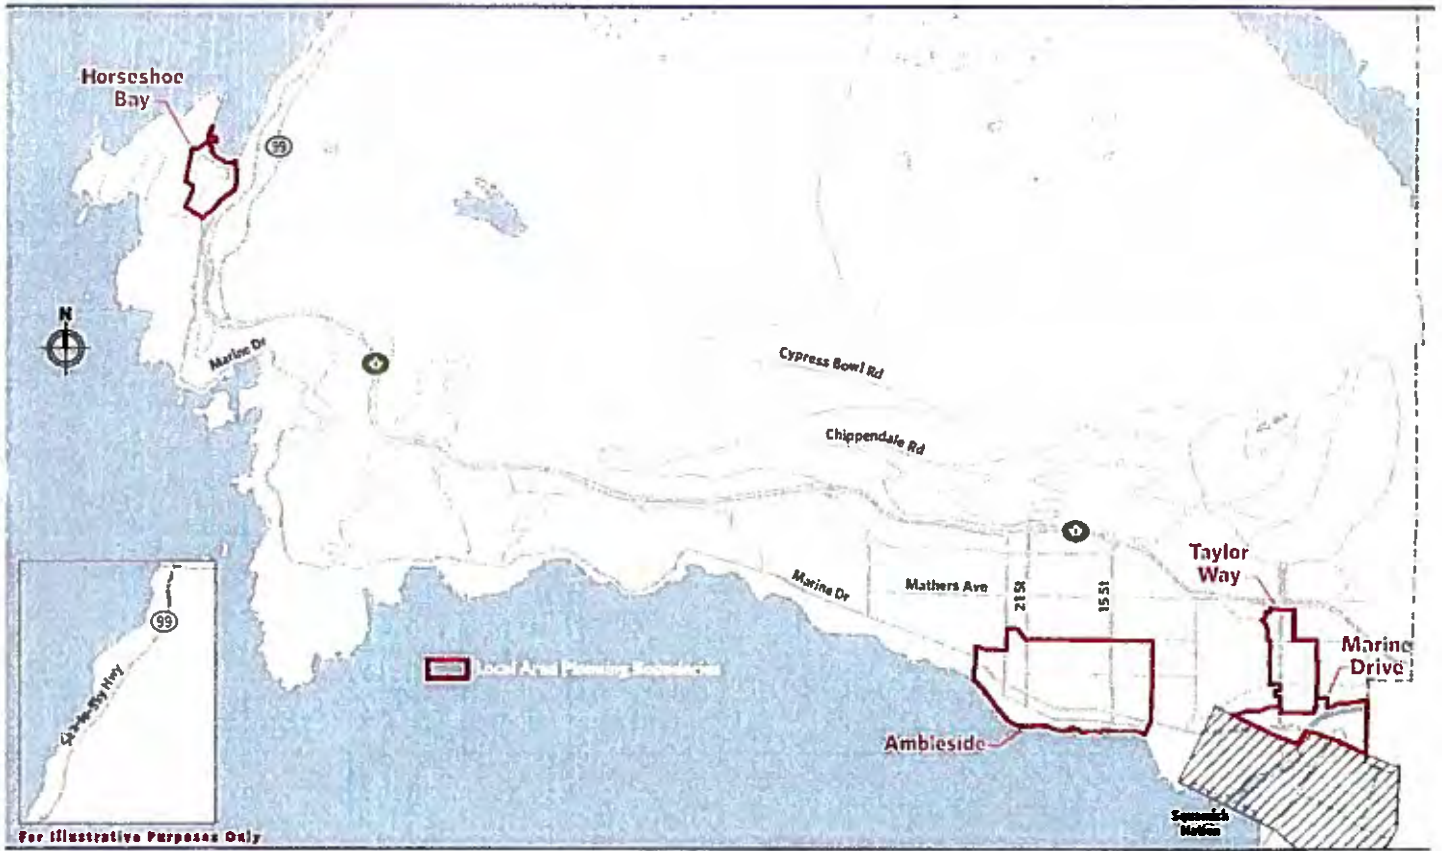 Horseshoe
Bay
99
N
Marine Dr
1
Cypress Bowl Rd
Chippendale Rd
1
Taylor
Way
Marine Dr
Mathers Ave
21 St
15 St
Marine
Drive
99
Sea-to-Sky Hwy
Local Area Planning Boundaries
Ambleside
Squamish
Nation
For Illustrative Purposes Only